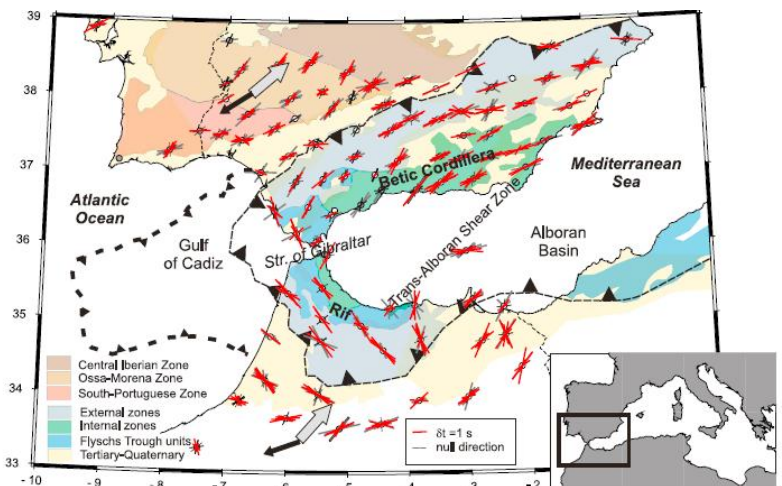 39
38
37
36
35
34
33
Atlantic
Ocean
Gulf
of Cadiz
Str. of Gibraltar
Betic Cordillera
Trans-Alboran Shear Zone
Rif
Mediterranean
Sea
Alboran
Basin
Central Iberian Zone
Ossa-Morena Zone
South-Portuguese Zone
External zones
Internal zones
Flyschs Trough units
Tertiary-Quaternary
δt =1 s
null direction
- 10
- 9
- 8
-7
-6
-5
-4
-3
-2